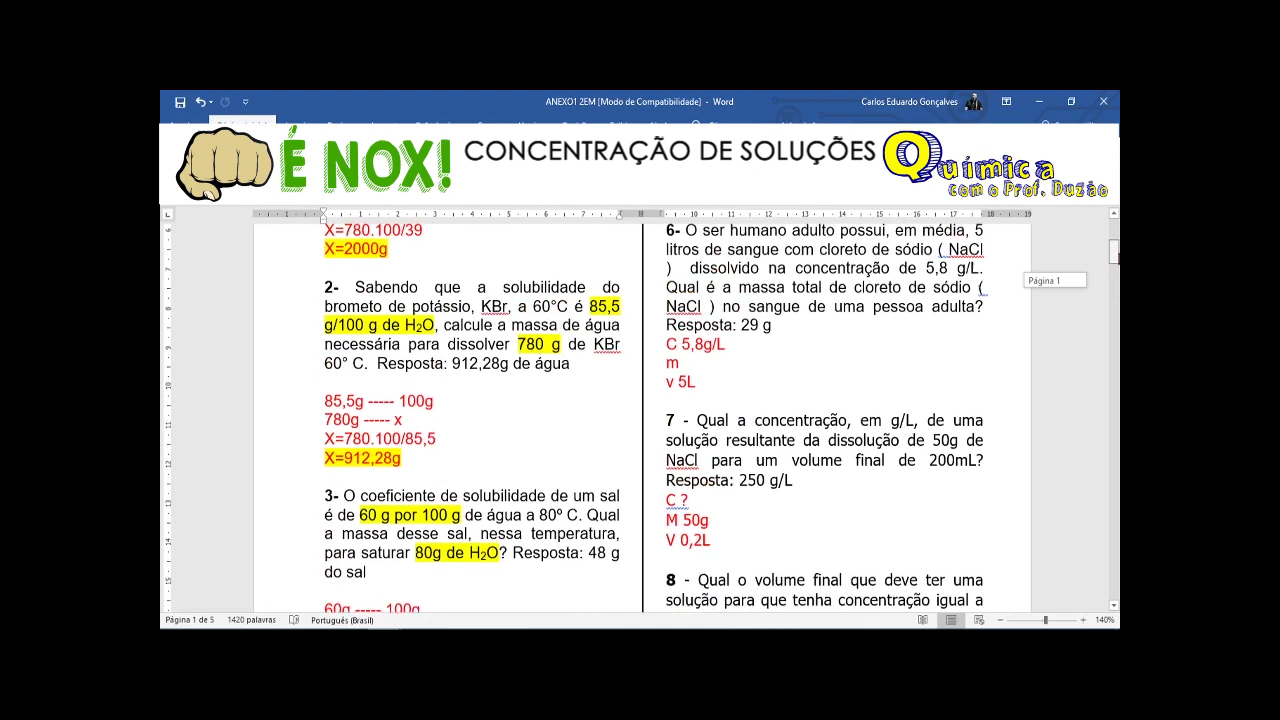 ANEXO1 2EM [Modo de Compatibilidade] - Word
Carlos Eduardo Gonçalves
É NOX!
CONCENTRAÇÃO DE SOLUÇÕES
Química
com o Prof. Duzão
X=780.100/39
X=2000g
2- Sabendo que a solubilidade do
brometo de potássio, KBr, a 60°C é 85,5
g/100 g de H2O, calcule a massa de água
necessária para dissolver 780 g de KBr
60° C. Resposta: 912,28g de água
85,5g ----- 100g
780g ----- x
X=780.100/85,5
X=912,28g
3- O coeficiente de solubilidade de um sal
é de 60 g por 100 g de água a 80º C. Qual
a massa desse sal, nessa temperatura,
para saturar 80g de H2O? Resposta: 48 g
do sal
60g ----- 100g
6- O ser humano adulto possui, em média, 5
litros de sangue com cloreto de sódio ( NaCl
) dissolvido na concentração de 5,8 g/L.
Qual é a massa total de cloreto de sódio (
NaCl ) no sangue de uma pessoa adulta?
Resposta: 29 g
C 5,8g/L
m
v 5L
7 - Qual a concentração, em g/L, de uma
solução resultante da dissolução de 50g de
NaCl para um volume final de 200mL?
Resposta: 250 g/L
C ?
M 50g
V 0,2L
8 - Qual o volume final que deve ter uma
solução para que tenha concentração igual a
Página 1
Página 1 de 5
1420 palavras
Português (Brasil)
140%